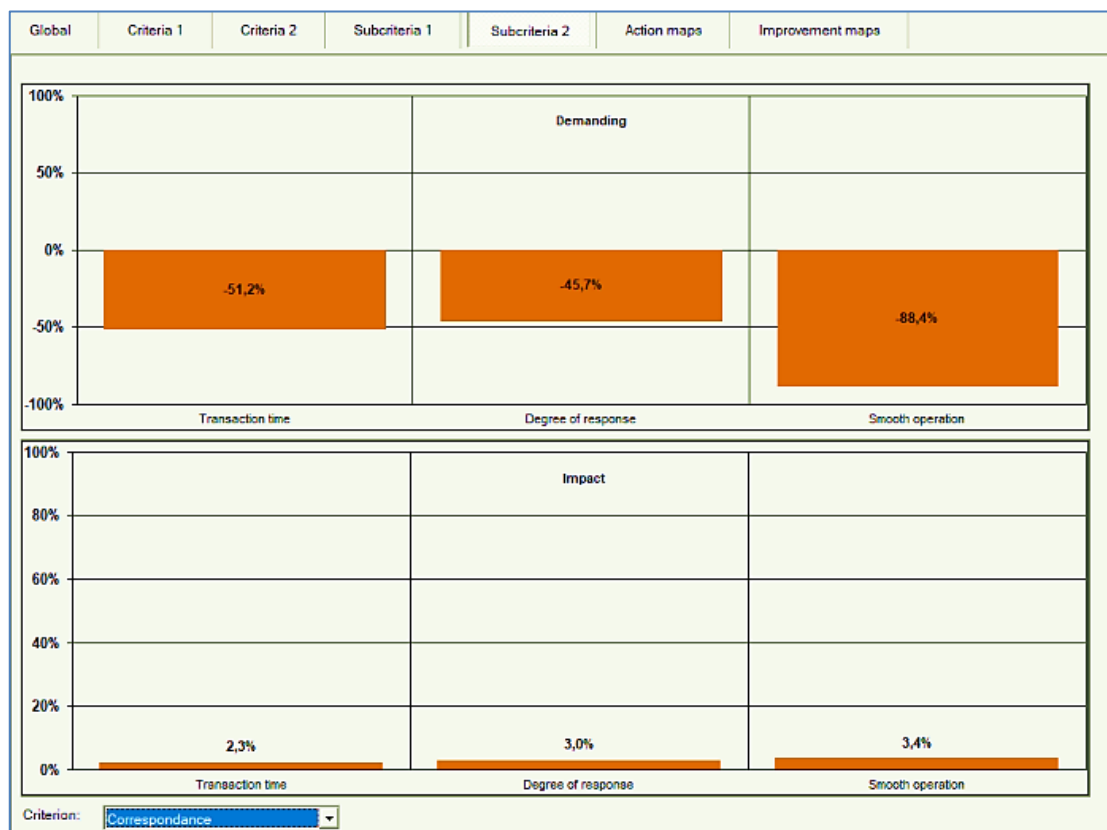 Global Criteria 1 Criteria 2 Subcriteria 1 Subcriteria 2 Action maps Improvement maps
100%
Demanding
50%
0%
-51,2% -45,7% -88,4%
-50%
-100%
Transaction time Degree of response Smooth operation
100%
Impact
80%
60%
40%
20%
2,3% 3,0% 3,4%
0%
Transaction time Degree of response Smooth operation
Criterion: Correspondance